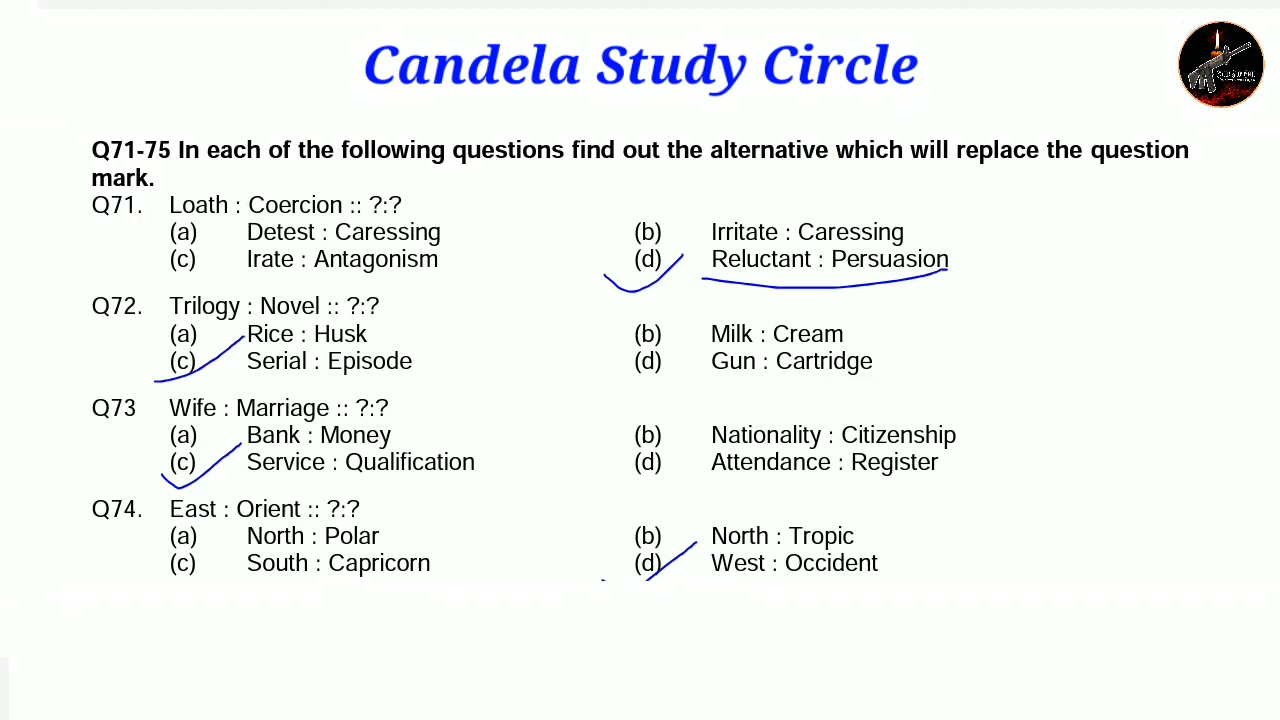 Candela Study Circle
Q71-75 In each of the following questions find out the alternative which will replace the question
mark.
Q71. Loath : Coercion :: ?:?
(a) Detest : Caressing (b) Irritate : Caressing
(c) Irate : Antagonism (d) Reluctant : Persuasion
Q72. Trilogy : Novel :: ?:?
(a) Rice : Husk (b) Milk : Cream
(c) Serial : Episode (d) Gun : Cartridge
Q73 Wife : Marriage :: ?:?
(a) Bank : Money (b) Nationality : Citizenship
(c) Service : Qualification (d) Attendance : Register
Q74. East : Orient :: ?:?
(a) North : Polar (b) North : Tropic
(c) South : Capricorn (d) West : Occident